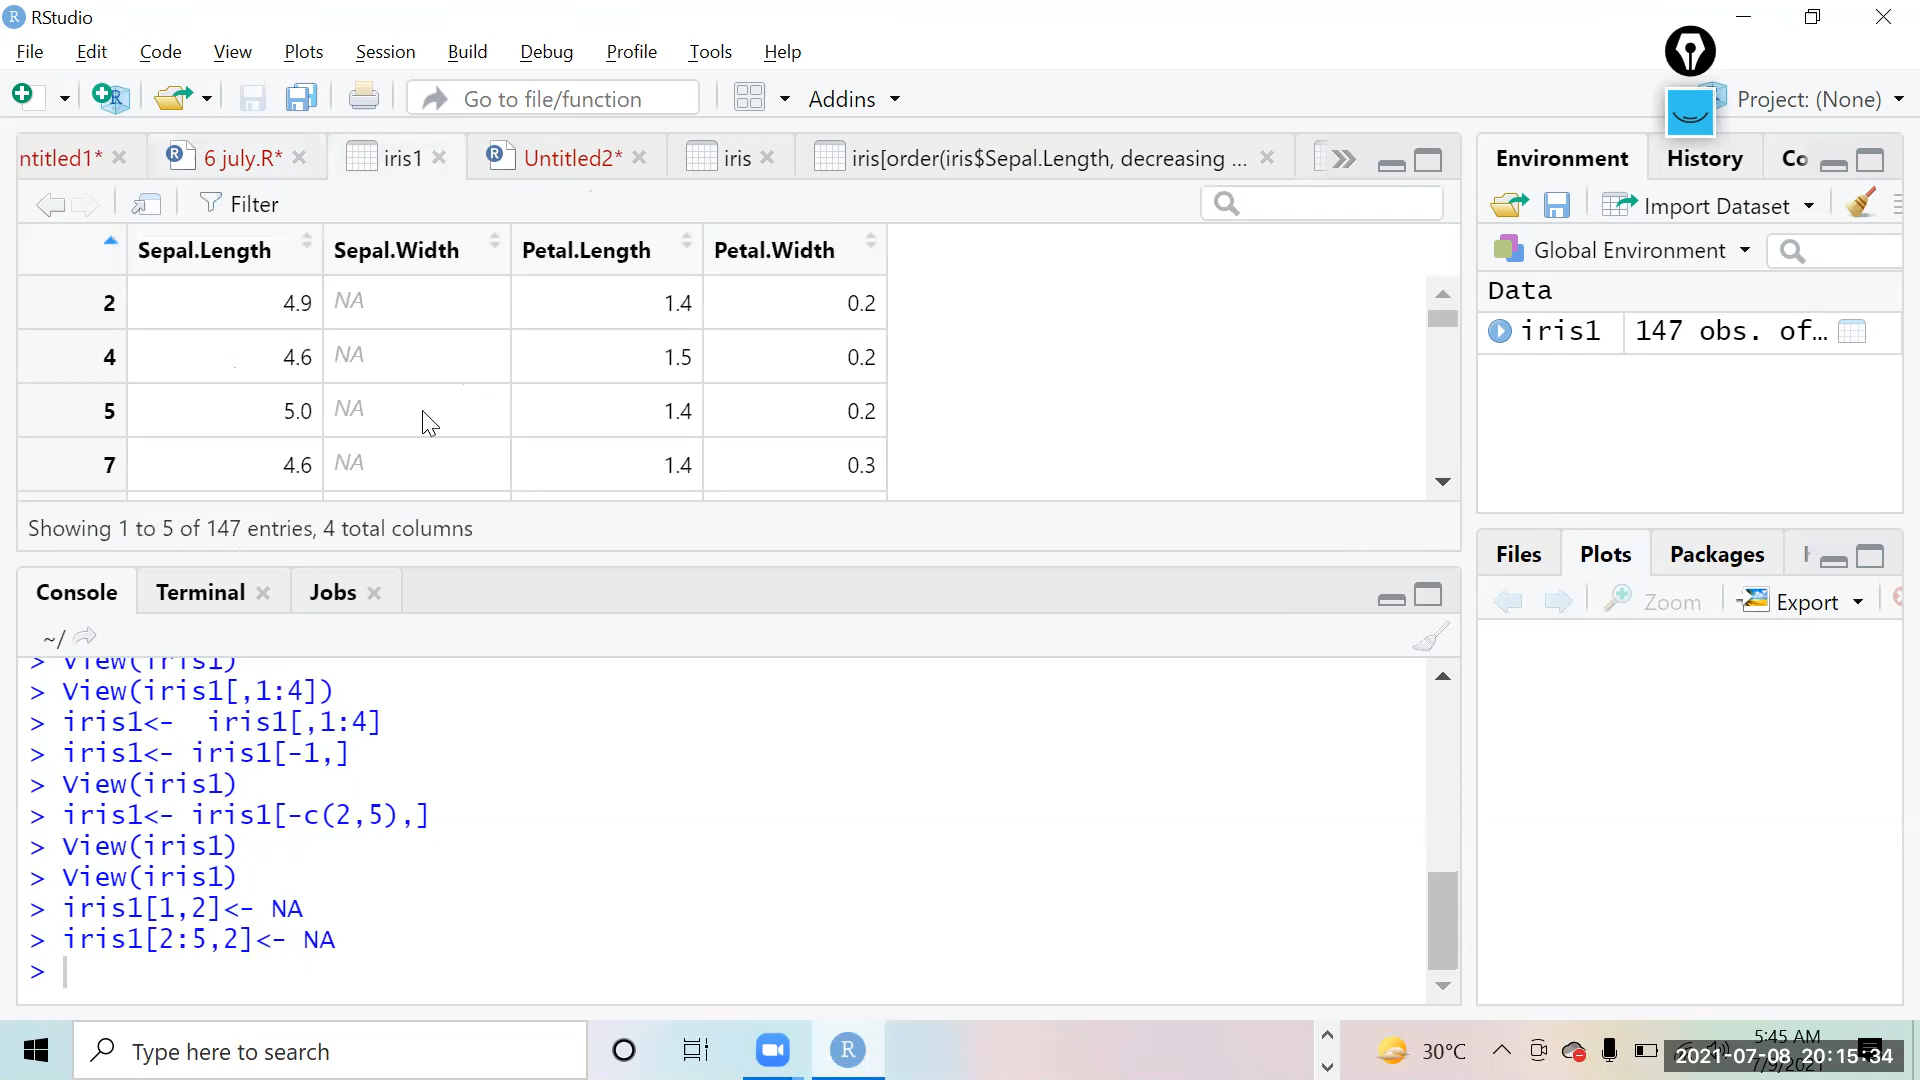 RStudio
File Edit Code View Plots Session Build Debug Profile Tools Help
Go to file/function Addins Project: (None)
ntitled1* 6 july.R* iris1 Untitled2* iris iris[order(iris$Sepal.Length, decreasing ...
Filter
Sepal.Length Sepal.Width Petal.Length Petal.Width
2 4.9 NA 1.4 0.2
4 4.6 NA 1.5 0.2
5 5.0 NA 1.4 0.2
7 4.6 NA 1.4 0.3
Showing 1 to 5 of 147 entries, 4 total columns
Console Terminal Jobs
~/
> View(iris1)
> View(iris1[,1:4])
> iris1<-  iris1[,1:4]
> iris1<- iris1[-1,]
> View(iris1)
> iris1<- iris1[-c(2,5),]
> View(iris1)
> View(iris1)
> iris1[1,2]<- NA
> iris1[2:5,2]<- NA
>
Environment History Co
Import Dataset
Global Environment
Data
iris1 147 obs. of…
Files Plots Packages
Zoom Export
Type here to search
R
30°C
5:45 AM
2021-07-08 20:15:34